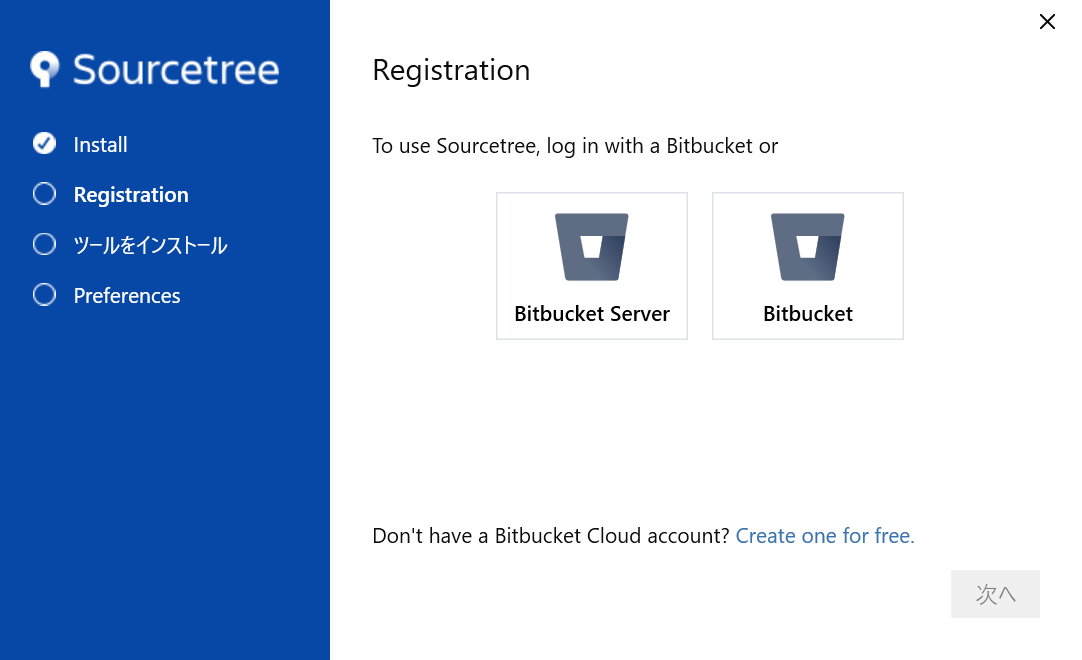 Sourcetree
Install
Registration
ツールをインストール
Preferences
Registration
To use Sourcetree, log in with a Bitbucket or
Bitbucket Server
Bitbucket
Don't have a Bitbucket Cloud account? Create one for free.
次へ